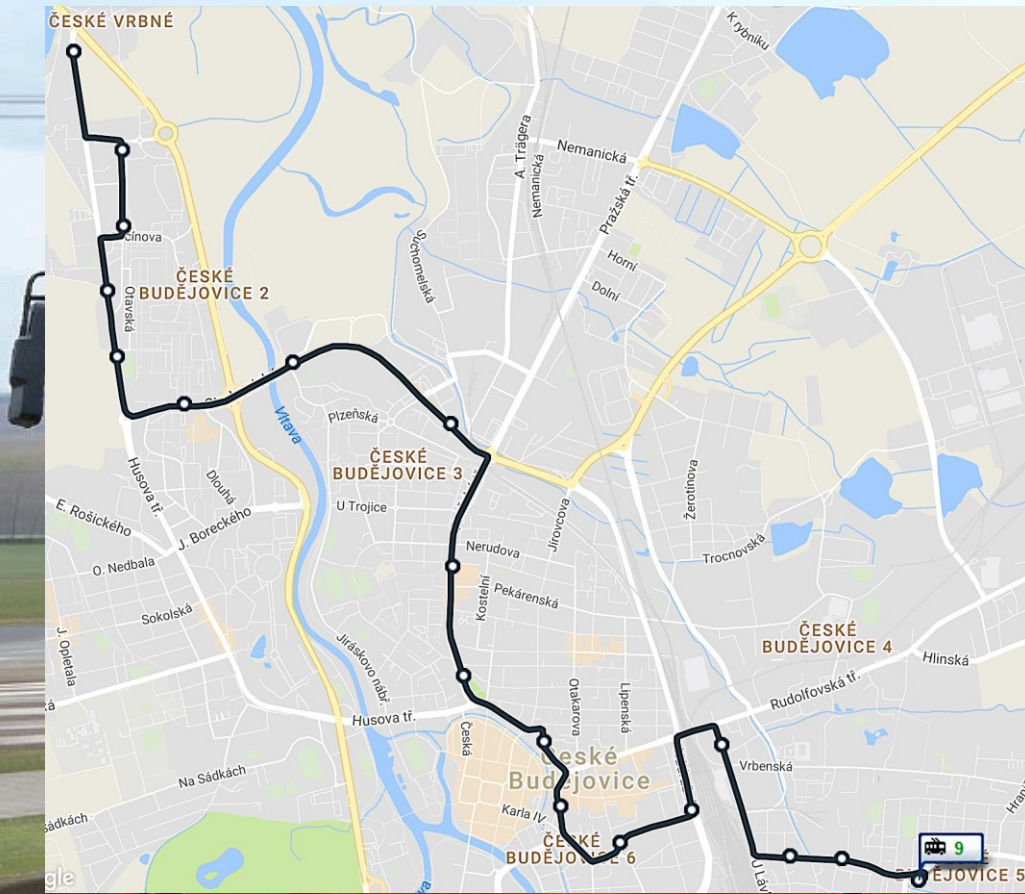 ČESKÉ VRBNÉ
K rybníku
A. Trägera
Nemanická
Nemanická
Pražská tř.
Suchomelská
Horní
Dolní
ČESKÉ
BUDĚJOVICE 2
Otavská
Plzeňská
Vltava
ČESKÉ
BUDĚJOVICE 3
Husova tř.
Dlouhá
U Trojice
E. Rošického
J. Boreckého
Jírovcova
Žerotínova
O. Nedbala
Nerudova
Trocnovská
Sokolská
Kostelní
Pekárenská
J. Opletala
Jiráskovo nábř.
ČESKÉ
BUDĚJOVICE 4
Hlinská
Otakarova
Lipenská
Rudolfovská tř.
Husova tř.
Česká
České
Budějovice
Vrbenská
Na Sádkách
Karla IV.
ČESKÉ
BUDĚJOVICE 6
9